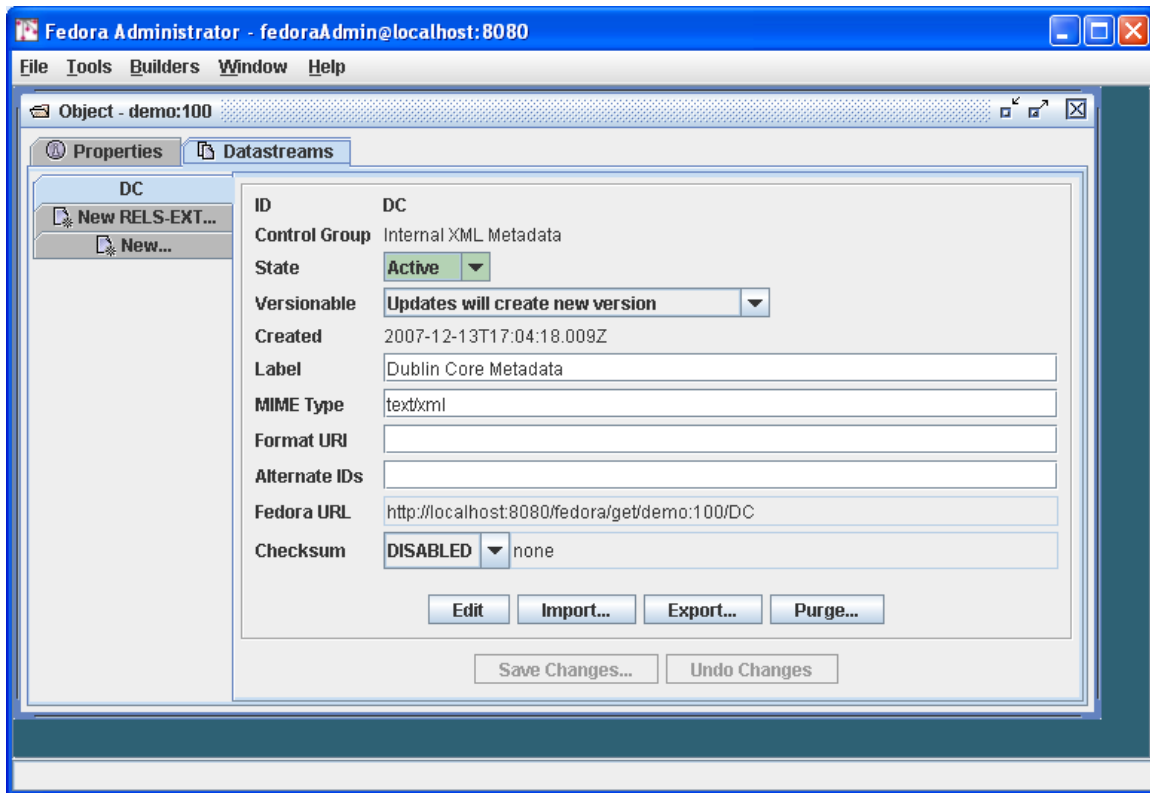 Fedora Administrator - fedoraAdmin@localhost:8080
File Tools Builders Window Help
Object - demo:100
Properties Datastreams
DC
New RELS-EXT...
New...
ID DC
Control Group Internal XML Metadata
State Active
Versionable Updates will create new version
Created 2007-12-13T17:04:18.009Z
Label Dublin Core Metadata
MIME Type text/xml
Format URI
Alternate IDs
Fedora URL http://localhost:8080/fedora/get/demo:100/DC
Checksum DISABLED none
Edit Import... Export... Purge...
Save Changes... Undo Changes